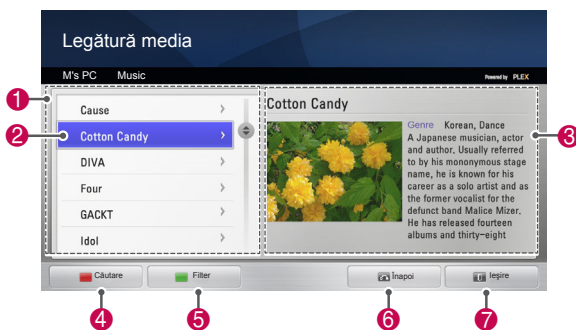 Legătură media
M's PC Music
Powered by PLEX
1
2
3
Cause
Cotton Candy
DIVA
Four
GACKT
Idol
Cotton Candy
Genre Korean, Dance
A Japanese musician, actor
and author. Usually referred
to by his mononymous stage
name, he is known for his
career as a solo artist and as
the former vocalist for the
defunct band Malice Mizer.
He has released fourteen
albums and thirty-eight
Căutare
Filter
Înapoi
Ieşire
4
5
6
7